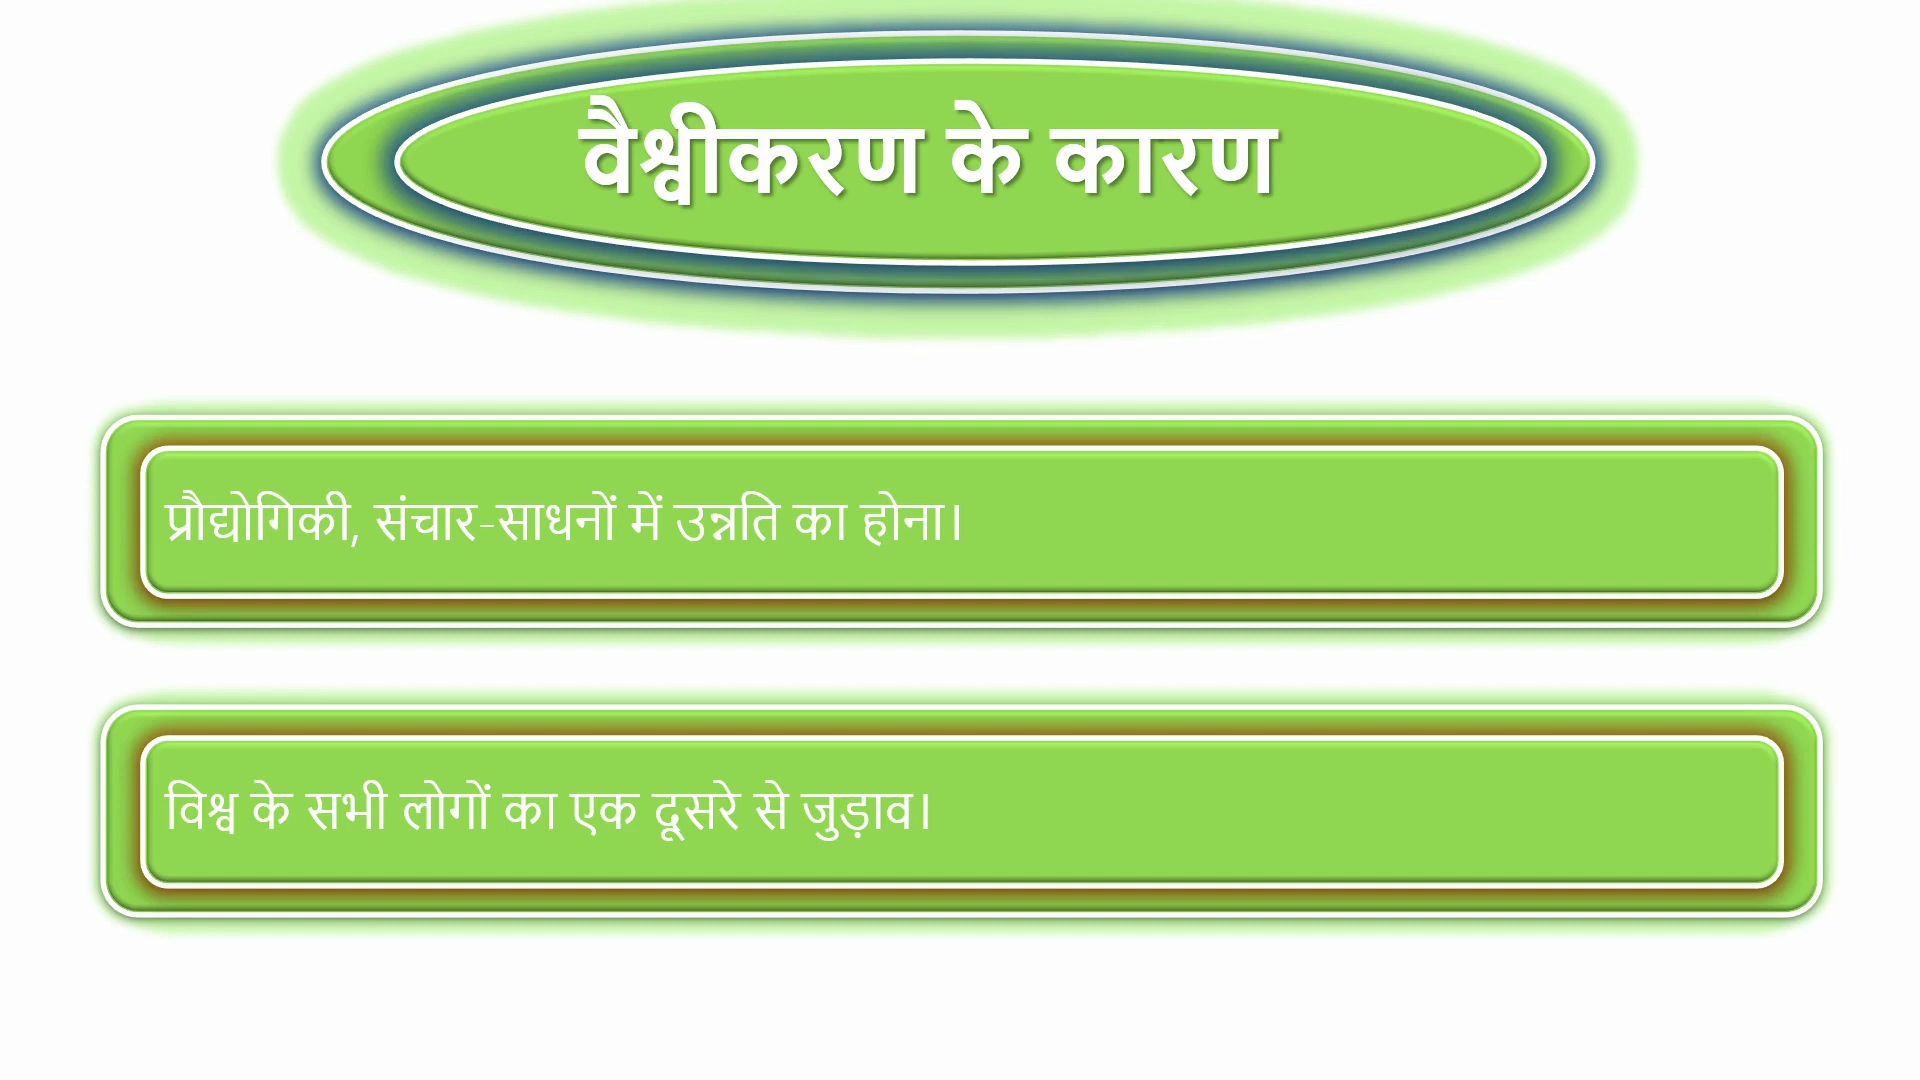 वैश्वीकरण के कारण
प्रौद्योगिकी, संचार-साधनों में उन्नति का होना।
विश्व के सभी लोगों का एक दूसरे से जुड़ाव।